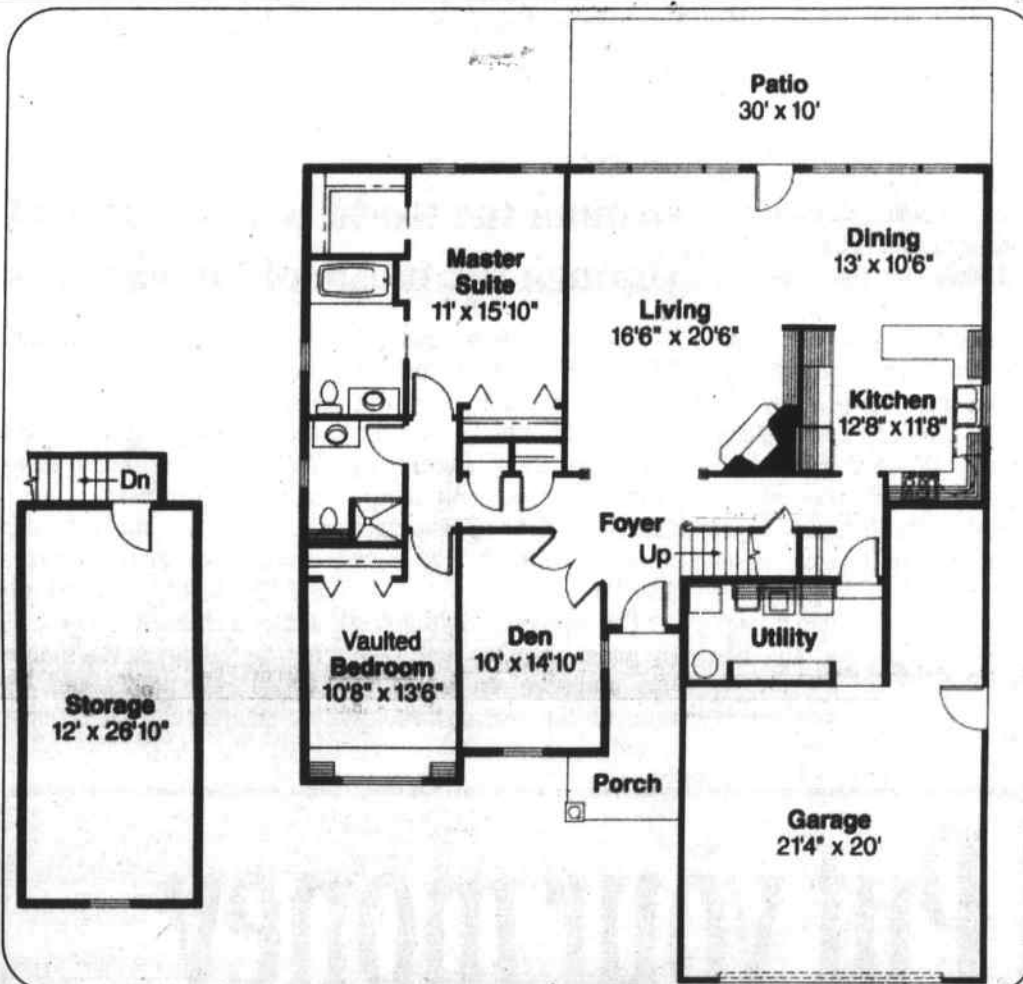 Patio
30' x 10'
Dining
13' x 10'6"
Master
Suite
11' x 15'10"
Living
16'6" x 20'6"
Kitchen
12'8" x 11'8"
Dn
Foyer
Up
Vaulted
Bedroom
10'8" x 13'6"
Den
10' x 14'10"
Utility
Storage
12' x 26'10"
Porch
Garage
21'4" x 20'